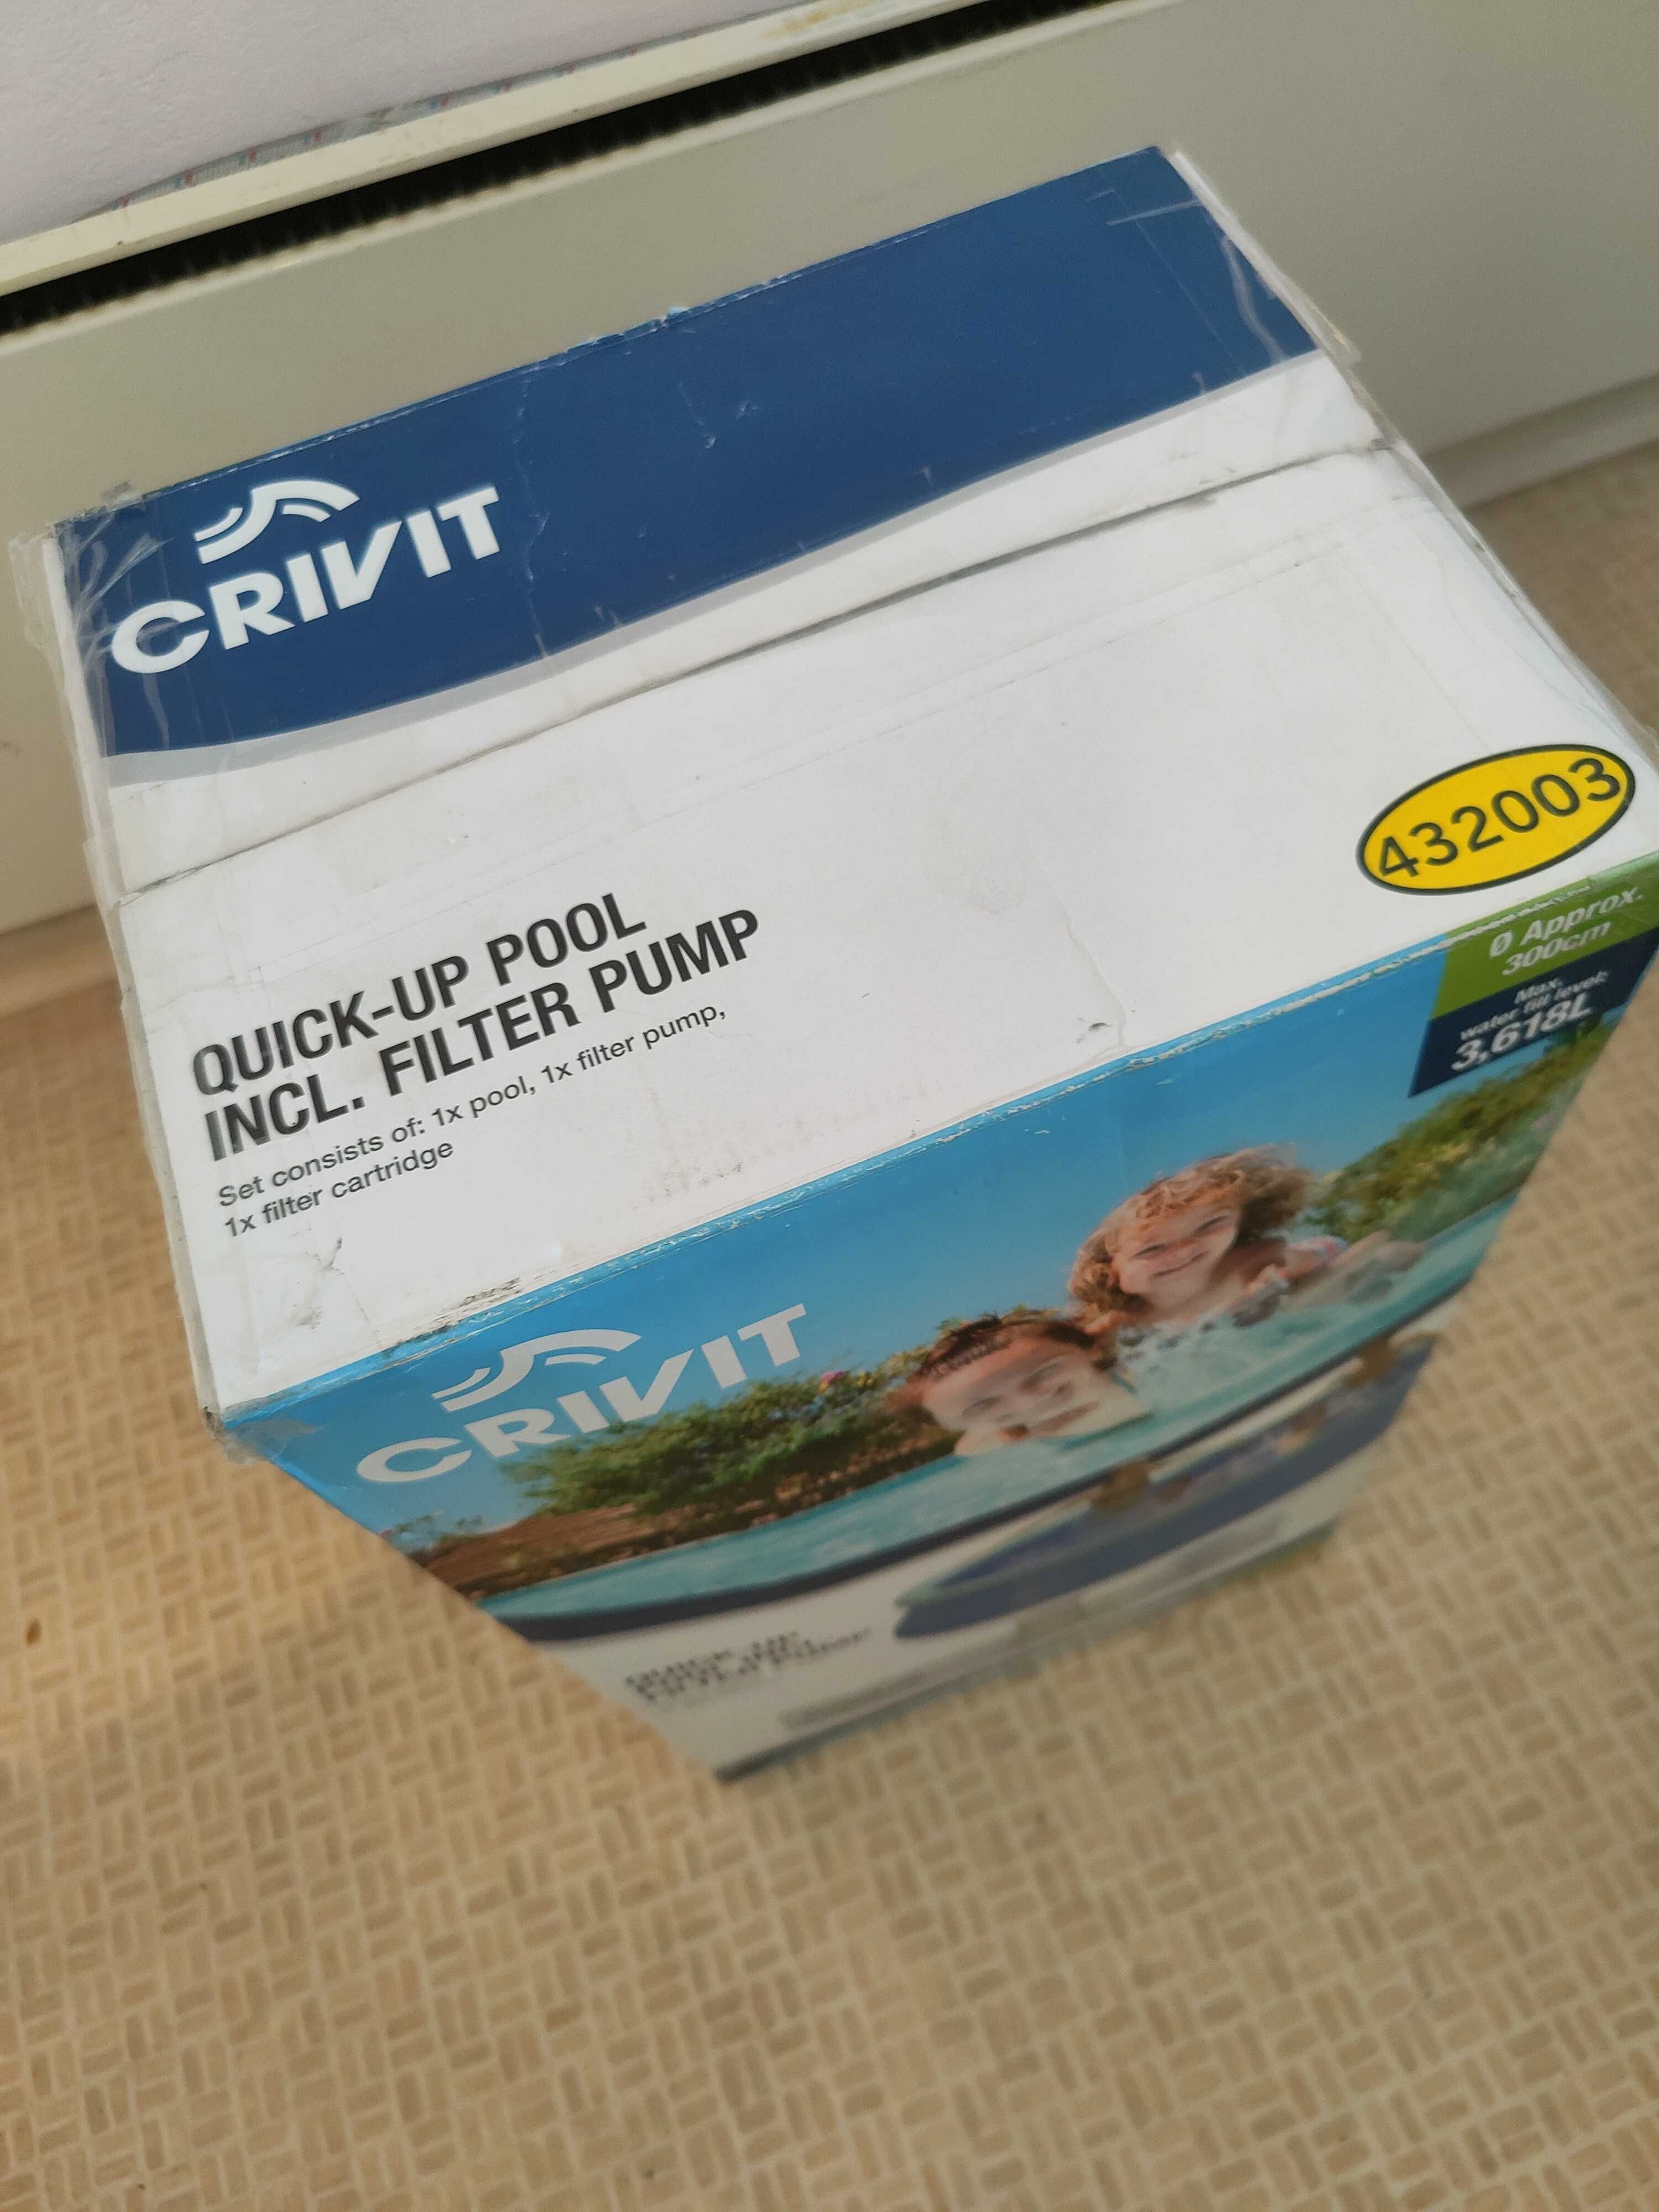 CRIVIT
432003
QUICK-UP POOL
INCL. FILTER PUMP
Set consists of: 1x pool, 1x filter pump,
1x filter cartridge
Ø Approx.
300cm
Max.
water fill level:
3,618L
CRIVIT